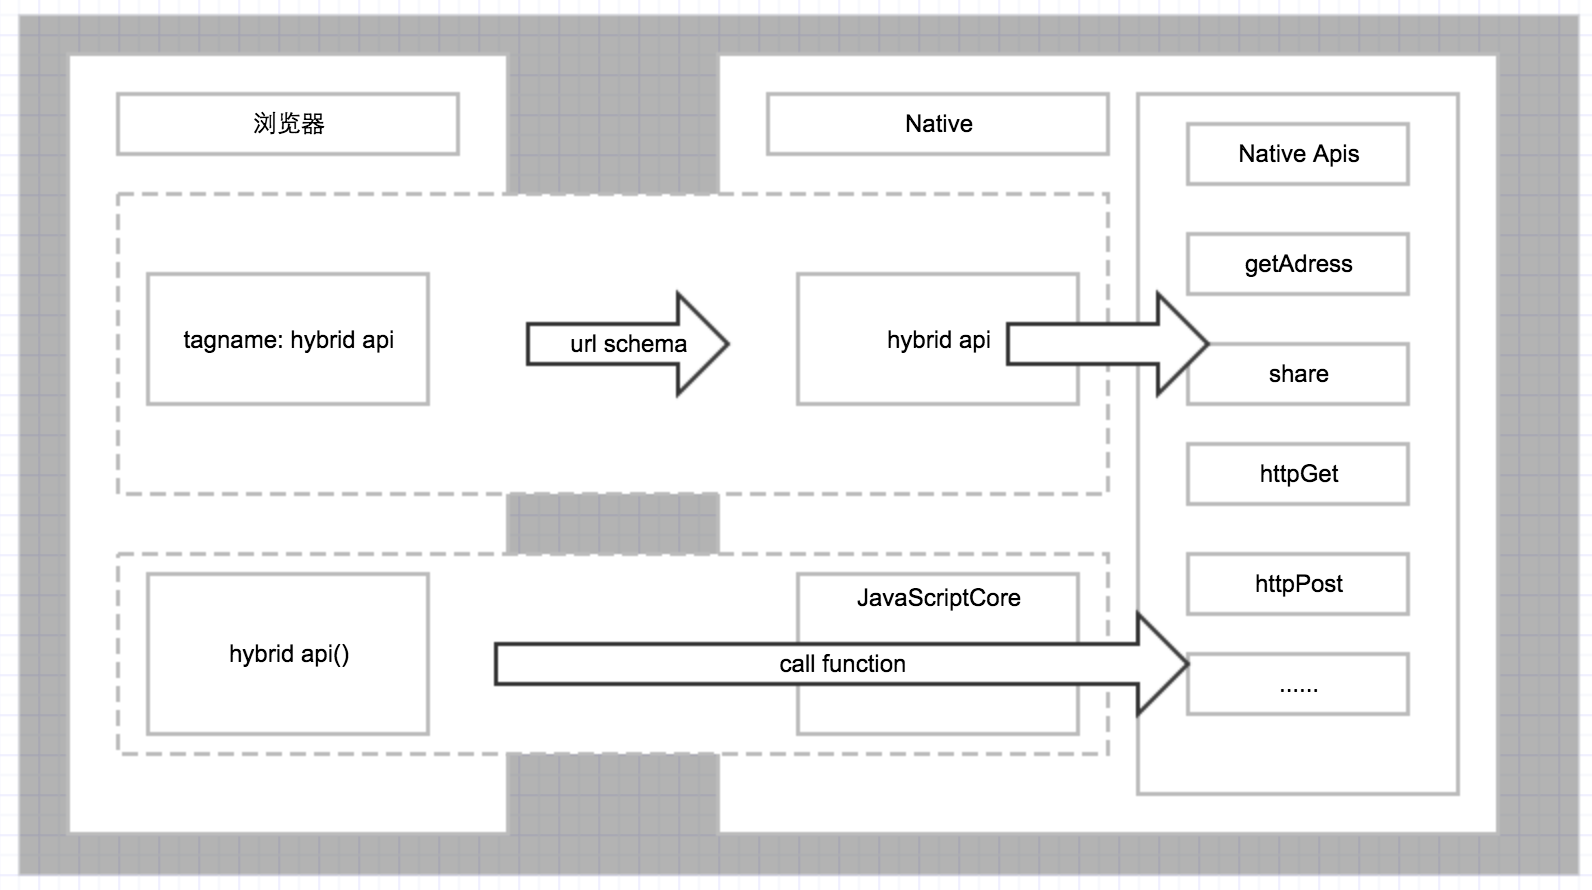 浏览器
Native
Native Apis
getAdress
tagname: hybrid api
url schema
hybrid api
share
httpGet
httpPost
JavaScriptCore
hybrid api()
call function
......